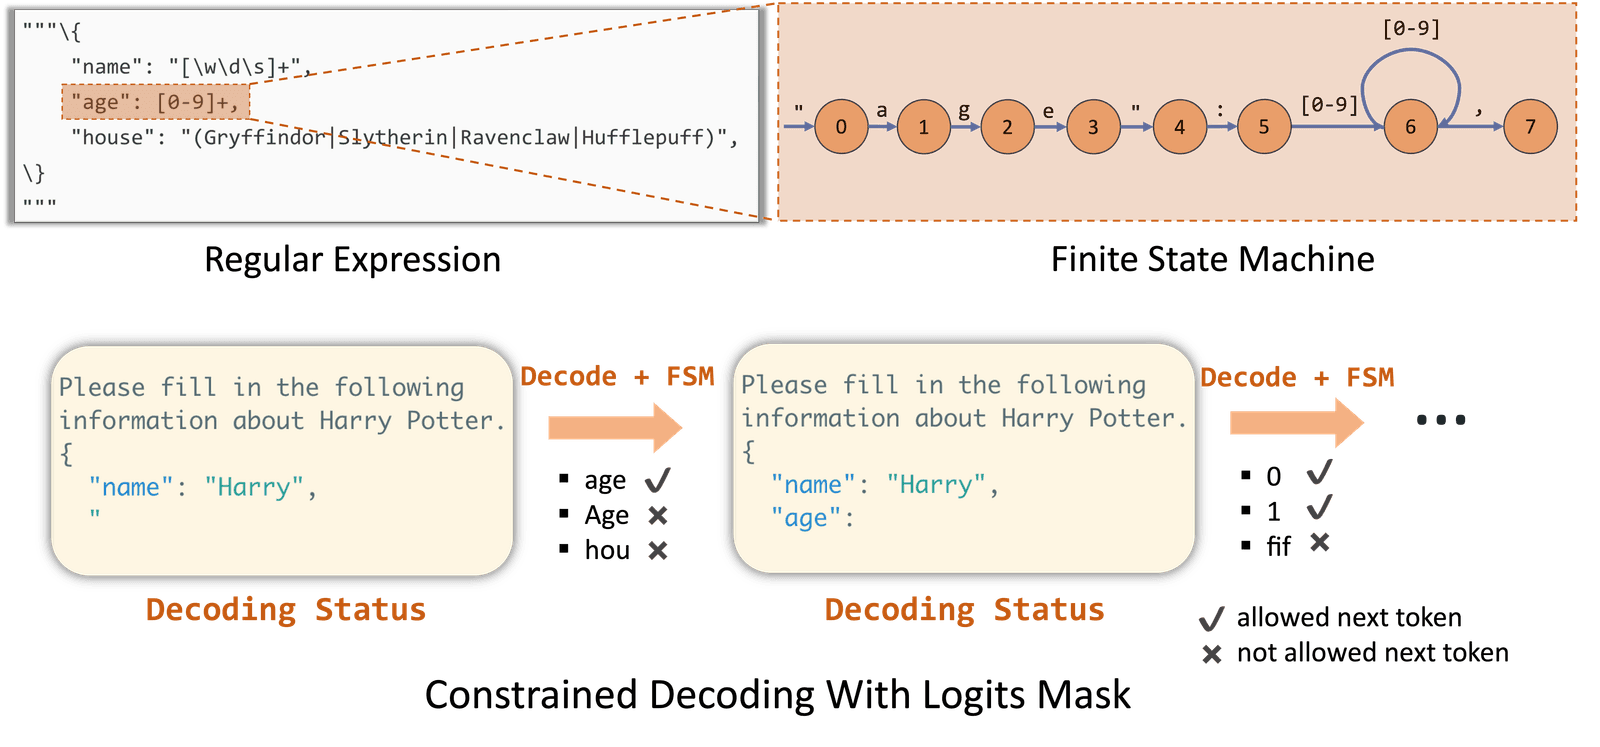 """\{
"name": "[\w\d\s]+",
"age": [0-9]+,
"house": "(Gryffindor|Slytherin|Ravenclaw|Hufflepuff)",
\}
"""
Regular Expression
[0-9]
" a g e " : [0-9] ,
0 1 2 3 4 5 6 7
Finite State Machine
Please fill in the following
information about Harry Potter.
{
"name": "Harry",
"
Decoding Status
Decode + FSM
age ✓
Age ✗
hou ✗
Please fill in the following
information about Harry Potter.
{
"name": "Harry",
"age":
Decoding Status
Decode + FSM
0 ✓
1 ✓
fif ✗
...
✓ allowed next token
✗ not allowed next token
Constrained Decoding With Logits Mask